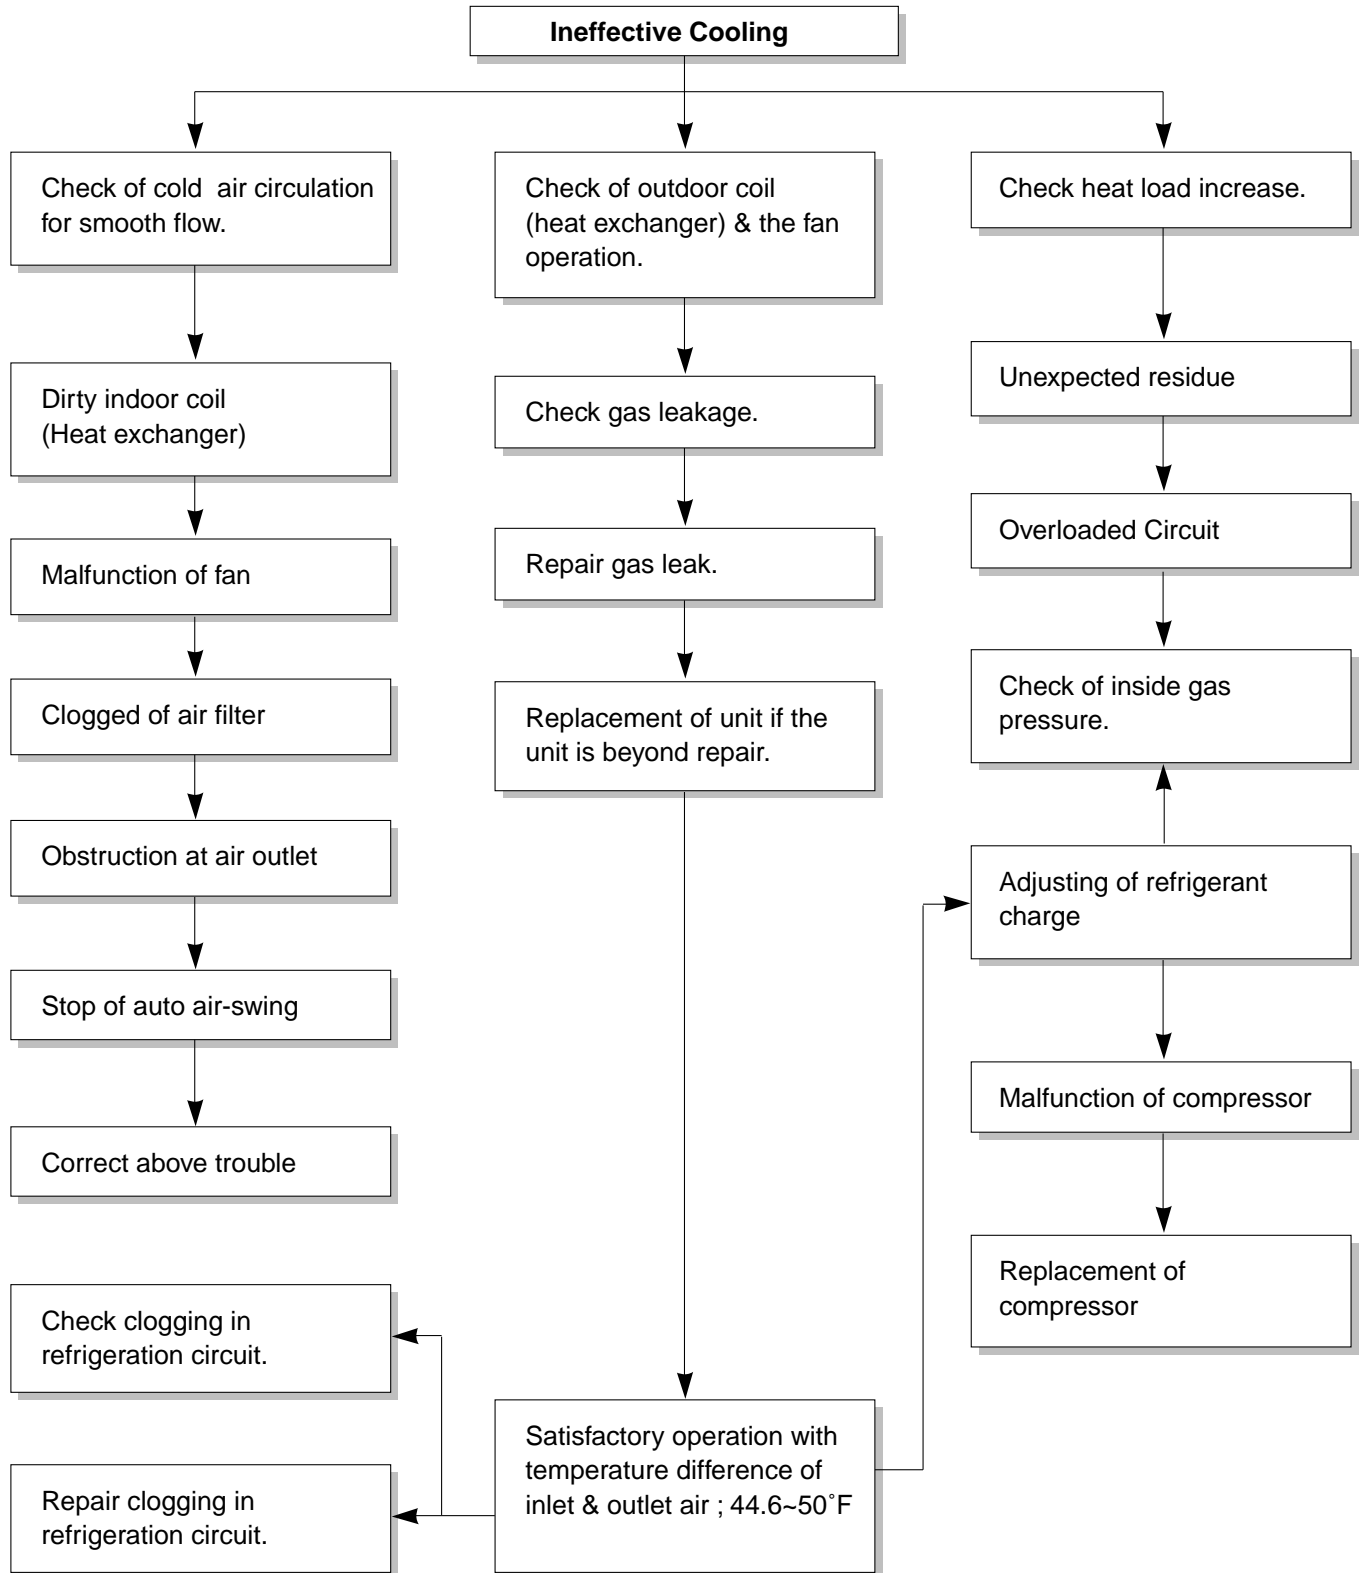 Ineffective Cooling
Check of cold air circulation
for smooth flow.
Dirty indoor coil
(Heat exchanger)
Malfunction of fan
Clogged of air filter
Obstruction at air outlet
Stop of auto air-swing
Correct above trouble
Check clogging in
refrigeration circuit.
Repair clogging in
refrigeration circuit.
Check of outdoor coil
(heat exchanger) & the fan
operation.
Check gas leakage.
Repair gas leak.
Replacement of unit if the
unit is beyond repair.
Satisfactory operation with
temperature difference of
inlet & outlet air ; 44.6~50˚F
Check heat load increase.
Unexpected residue
Overloaded Circuit
Check of inside gas
pressure.
Adjusting of refrigerant
charge
Malfunction of compressor
Replacement of
compressor